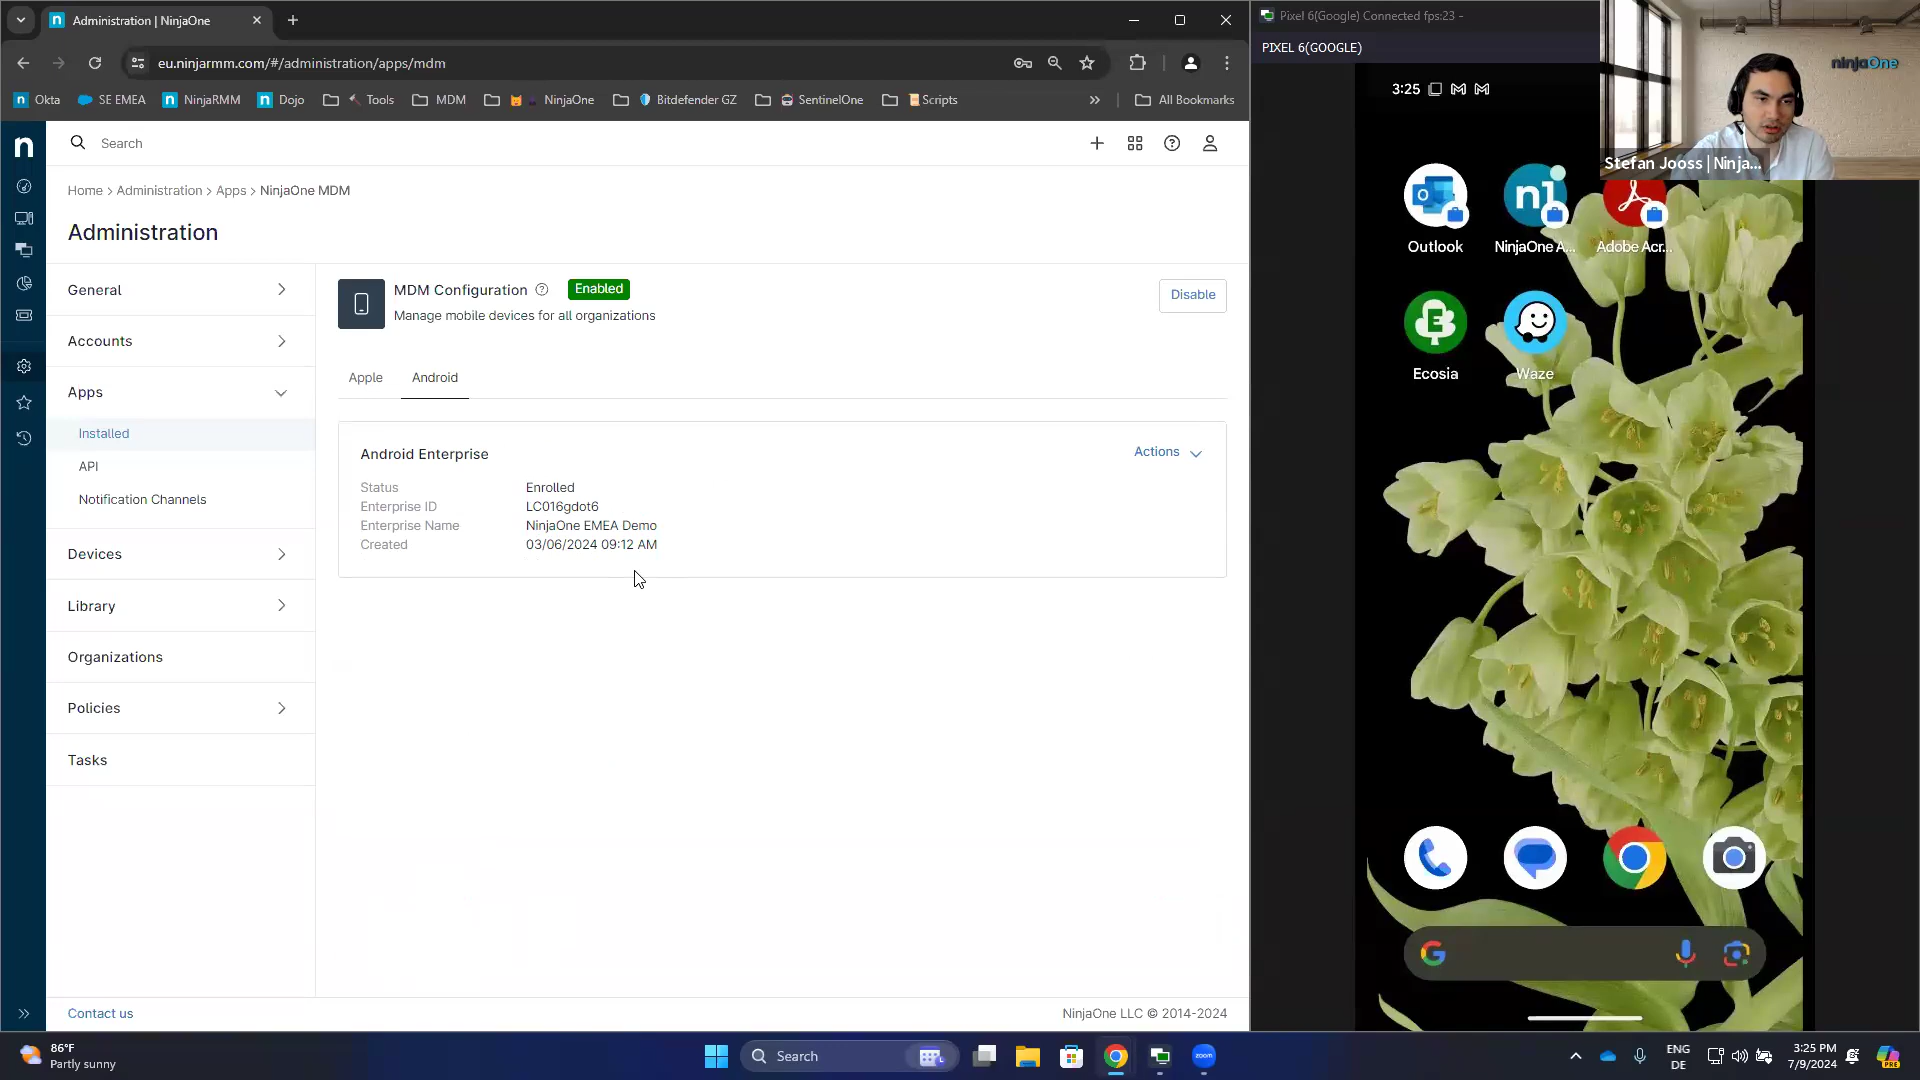 Administration | NinjaOne
eu.ninjarmm.com/#/administration/apps/mdm
Okta
SE EMEA
NinjaRMM
Dojo
Tools
MDM
NinjaOne
Bitdefender GZ
SentinelOne
Scripts
All Bookmarks
Search
Home > Administration > Apps > NinjaOne MDM
Administration
General
Accounts
Apps
Installed
API
Notification Channels
Devices
Library
Organizations
Policies
Tasks
MDM Configuration
Enabled
Manage mobile devices for all organizations
Disable
Apple
Android
Android Enterprise
Actions
Status Enrolled
Enterprise ID LC016gdot6
Enterprise Name NinjaOne EMEA Demo
Created 03/06/2024 09:12 AM
Contact us
NinjaOne LLC © 2014-2024
Pixel 6(Google) Connected fps:23 -
PIXEL 6(GOOGLE)
3:25
ninjaOne
Stefan Jooss | Ninja...
Outlook
NinjaOne A...
Adobe Acr...
Ecosia
Waze
86°F
Partly sunny
Search
zoom
ENG
DE
3:25 PM
7/9/2024
PRE